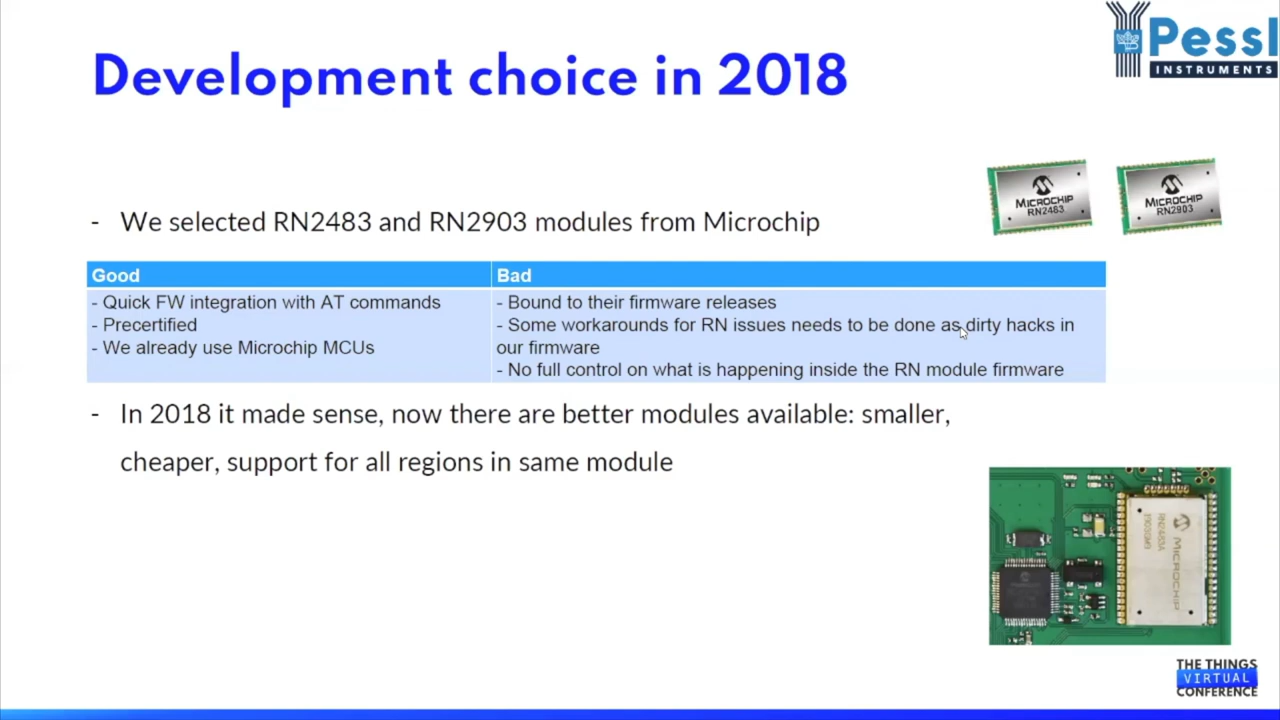 Pessl
INSTRUMENTS
Development choice in 2018
MICROCHIP
RN2483
MICROCHIP
RN2903
- We selected RN2483 and RN2903 modules from Microchip
Good
Bad
- Quick FW integration with AT commands
- Precertified
- We already use Microchip MCUs
- Bound to their firmware releases
- Some workarounds for RN issues needs to be done as dirty hacks in
our firmware
- No full control on what is happening inside the RN module firmware
- In 2018 it made sense, now there are better modules available: smaller,
cheaper, support for all regions in same module
MICROCHIP
RN2483A
THE THINGS
VIRTUAL
CONFERENCE